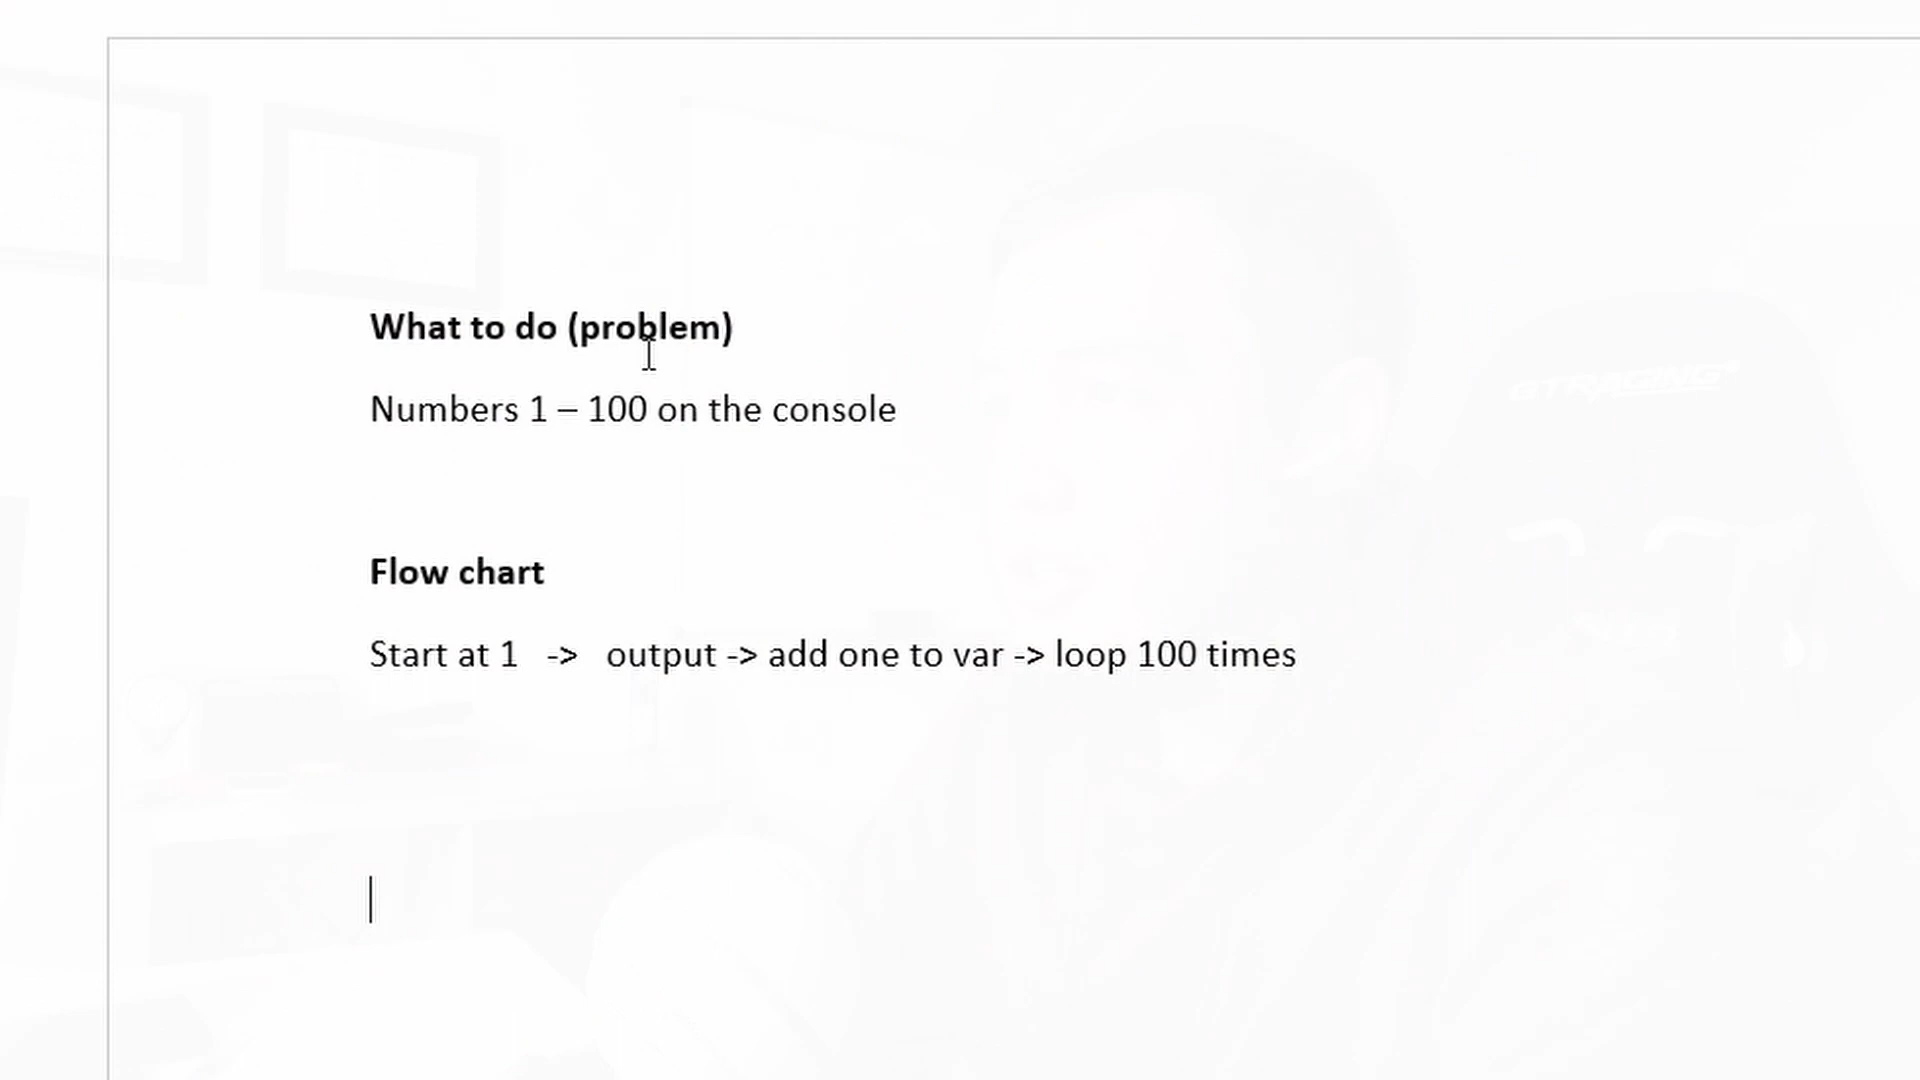 What to do (problem)
Numbers 1 – 100 on the console
GTRACING
Flow chart
Start at 1 -> output -> add one to var -> loop 100 times